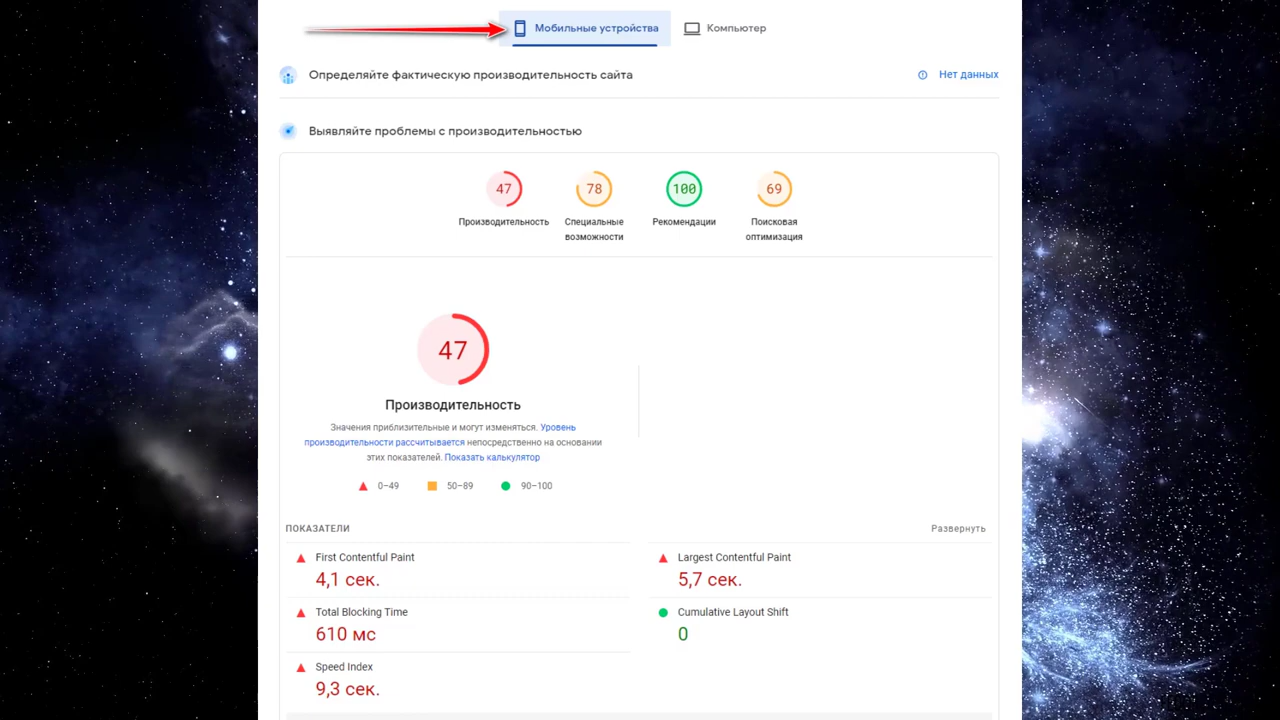 Мобильные устройства
Компьютер
Определяйте фактическую производительность сайта
Нет данных
Выявляйте проблемы с производительностью
47
78
100
69
Производительность
Специальные
возможности
Рекомендации
Поисковая
оптимизация
47
Производительность
Значения приблизительные и могут изменяться. Уровень
производительности рассчитывается непосредственно на основании
этих показателей. Показать калькулятор
0–49
50–89
90–100
ПОКАЗАТЕЛИ
Развернуть
First Contentful Paint
4,1 сек.
Largest Contentful Paint
5,7 сек.
Total Blocking Time
610 мс
Cumulative Layout Shift
0
Speed Index
9,3 сек.